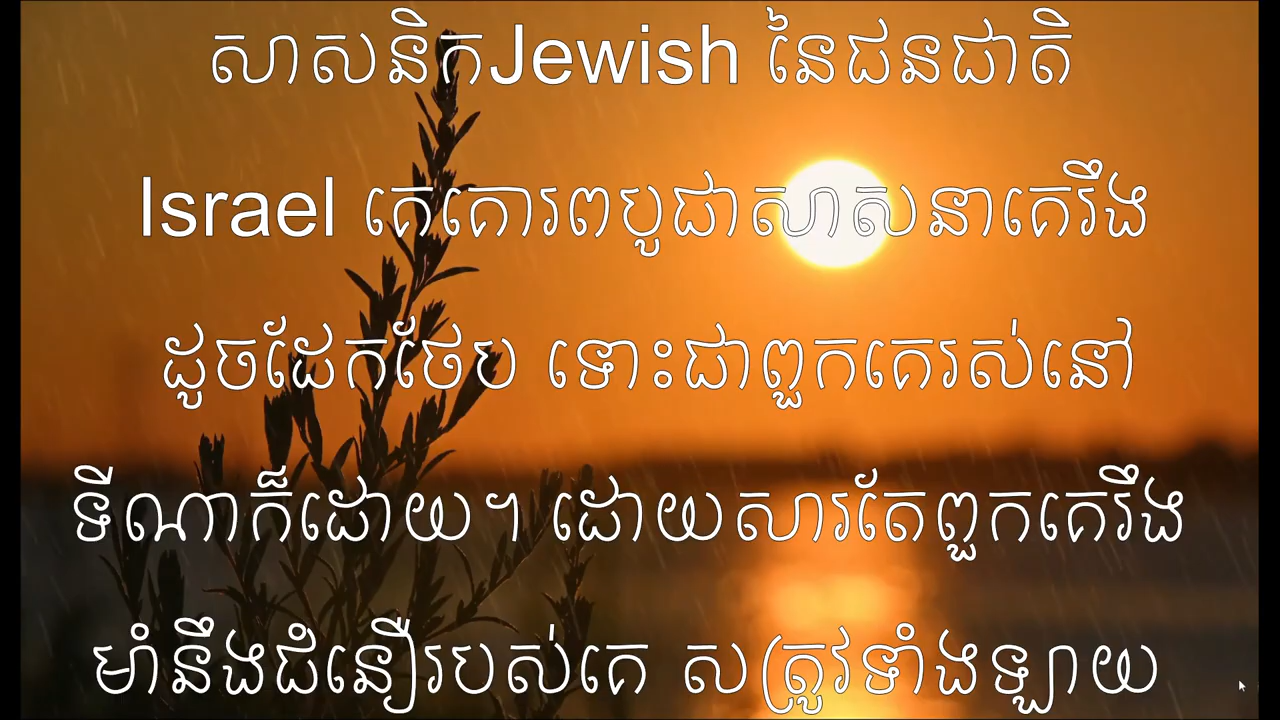 សាសនិកJewish នៃជនជាតិ
Israel គេគោរពបូជាសាសនាគេរឹង
ដូចដែកថែប ទោះជាពួកគេរស់នៅ
ទីណាក៏ដោយ។ ដោយសារតែពួកគេរឹង
មាំនឹងជំនឿរបស់គេ សត្រូវទាំងឡាយ